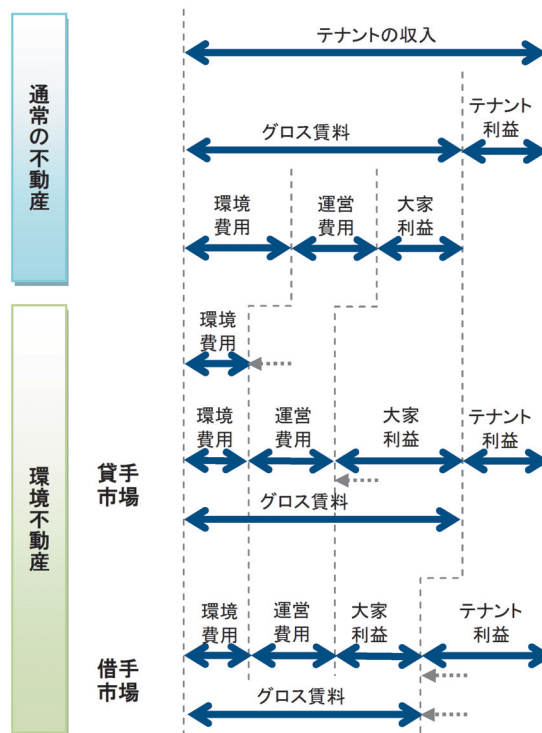 通常の不動産
テナントの収入
グロス賃料
テナント
利益
環境
費用
運営
費用
大家
利益
環境不動産
環境
費用
貸手
市場
環境
費用
運営
費用
大家
利益
テナント
利益
グロス賃料
借手
市場
環境
費用
運営
費用
大家
利益
テナント
利益
グロス賃料